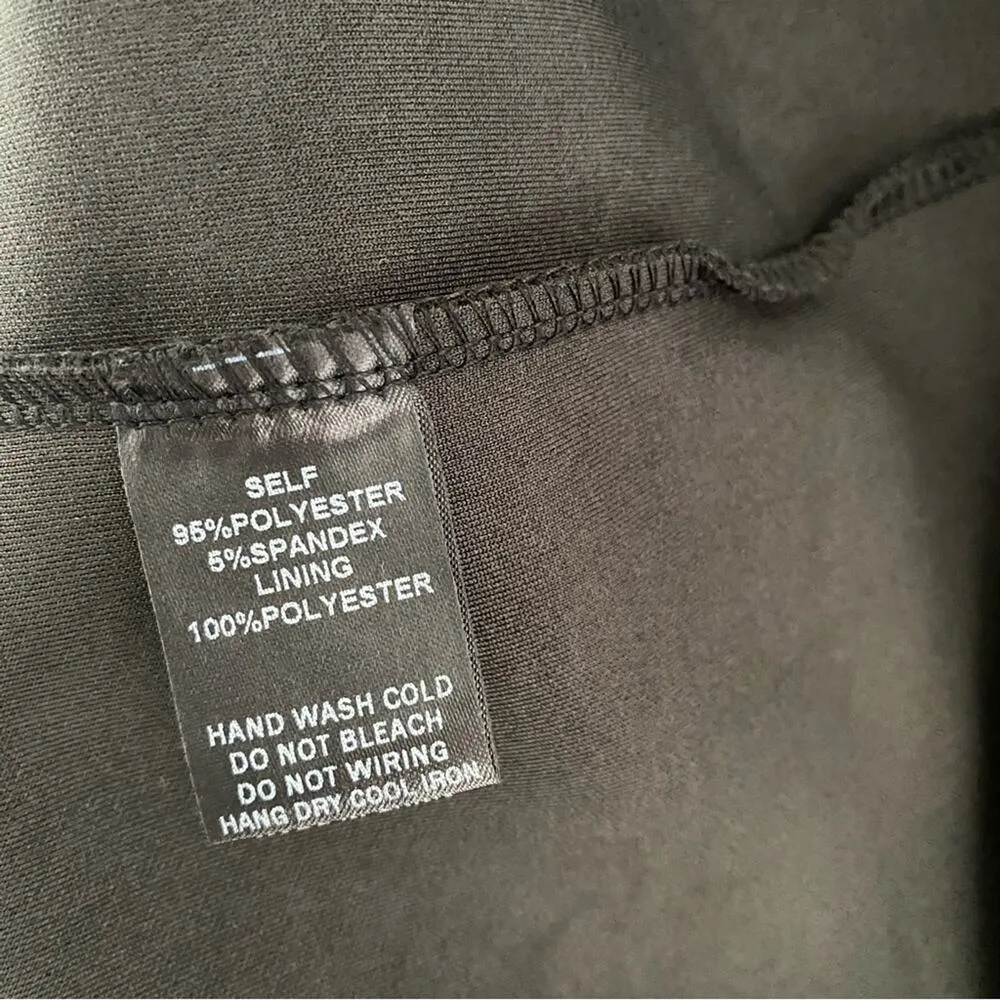 SELF
95%POLYESTER
5%SPANDEX
LINING
100%POLYESTER
HAND WASH COLD
DO NOT BLEACH
DO NOT WIRING
HANG DRY COOL IRON